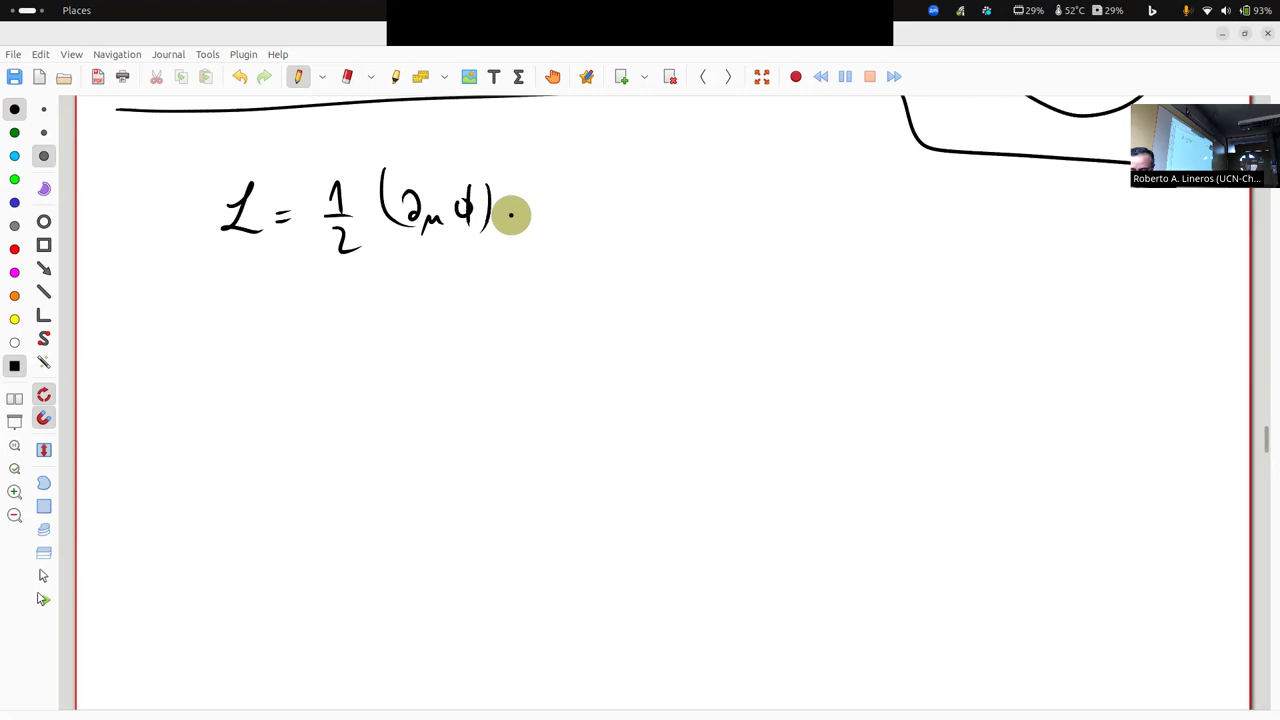 Places
29% 52°C 29% 93%
File Edit View Navigation Journal Tools Plugin Help
Roberto A. Lineros (UCN-Ch...
ℒ = 1/2 (∂μ ϕ)